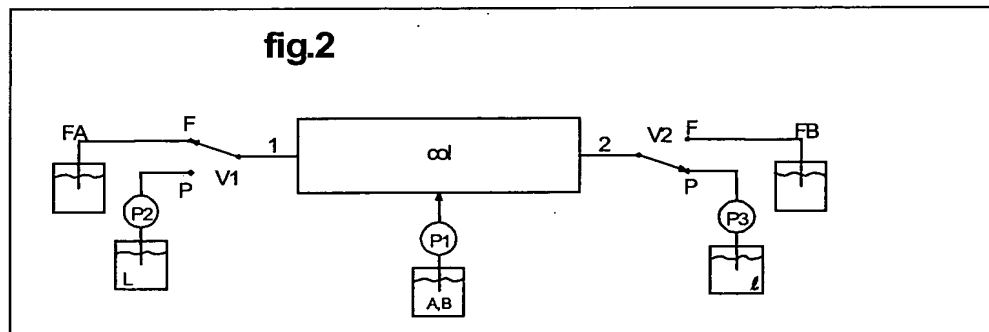 fig.2
FA F 1 col 2 V2 F FB
P V1 P
P2 P1 P3
L A,B ℓ